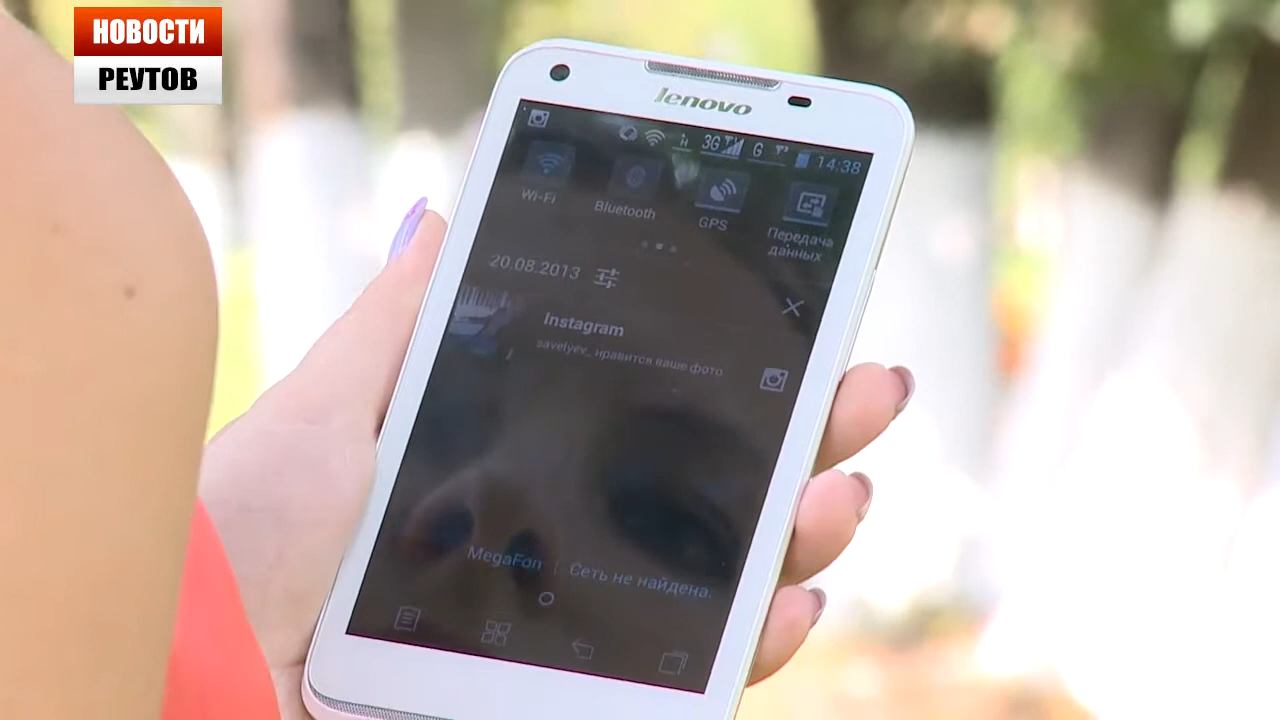 НОВОСТИ
РЕУТОВ
lenovo
H 3G G 14:38
Wi-Fi
Bluetooth
GPS
Передача
данных
20.08.2013
Instagram
savelyev_ нравится ваше фото
MegaFon | Сеть не найдена.